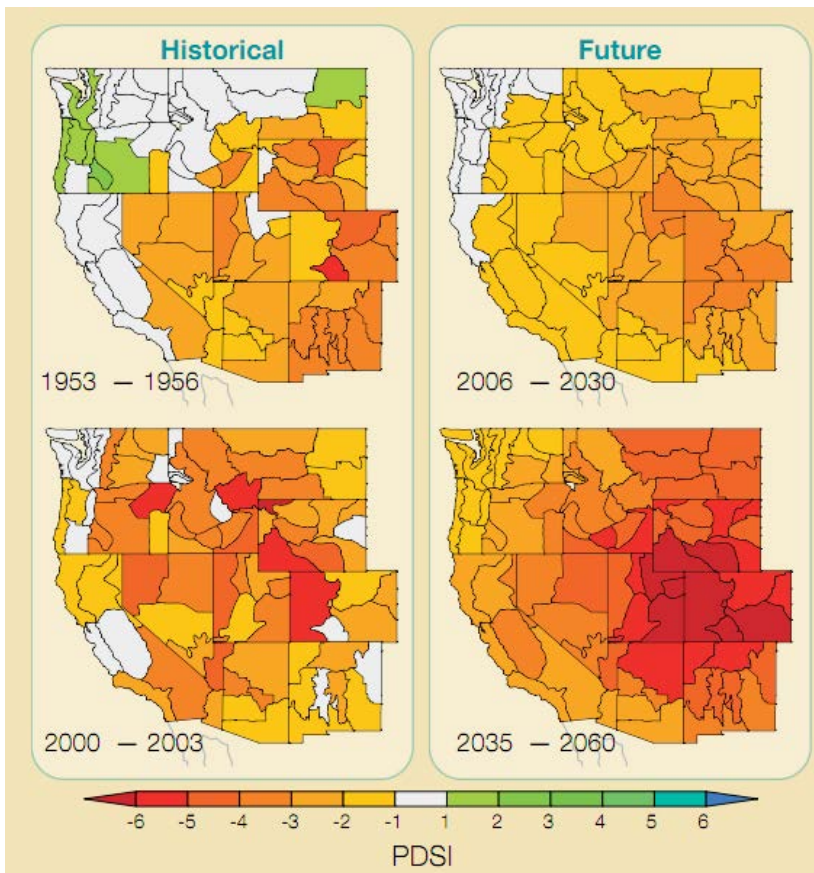 Historical
Future
1953 – 1956
2006 – 2030
2000 – 2003
2035 – 2060
-6 -5 -4 -3 -2 -1 1 2 3 4 5 6
PDSI